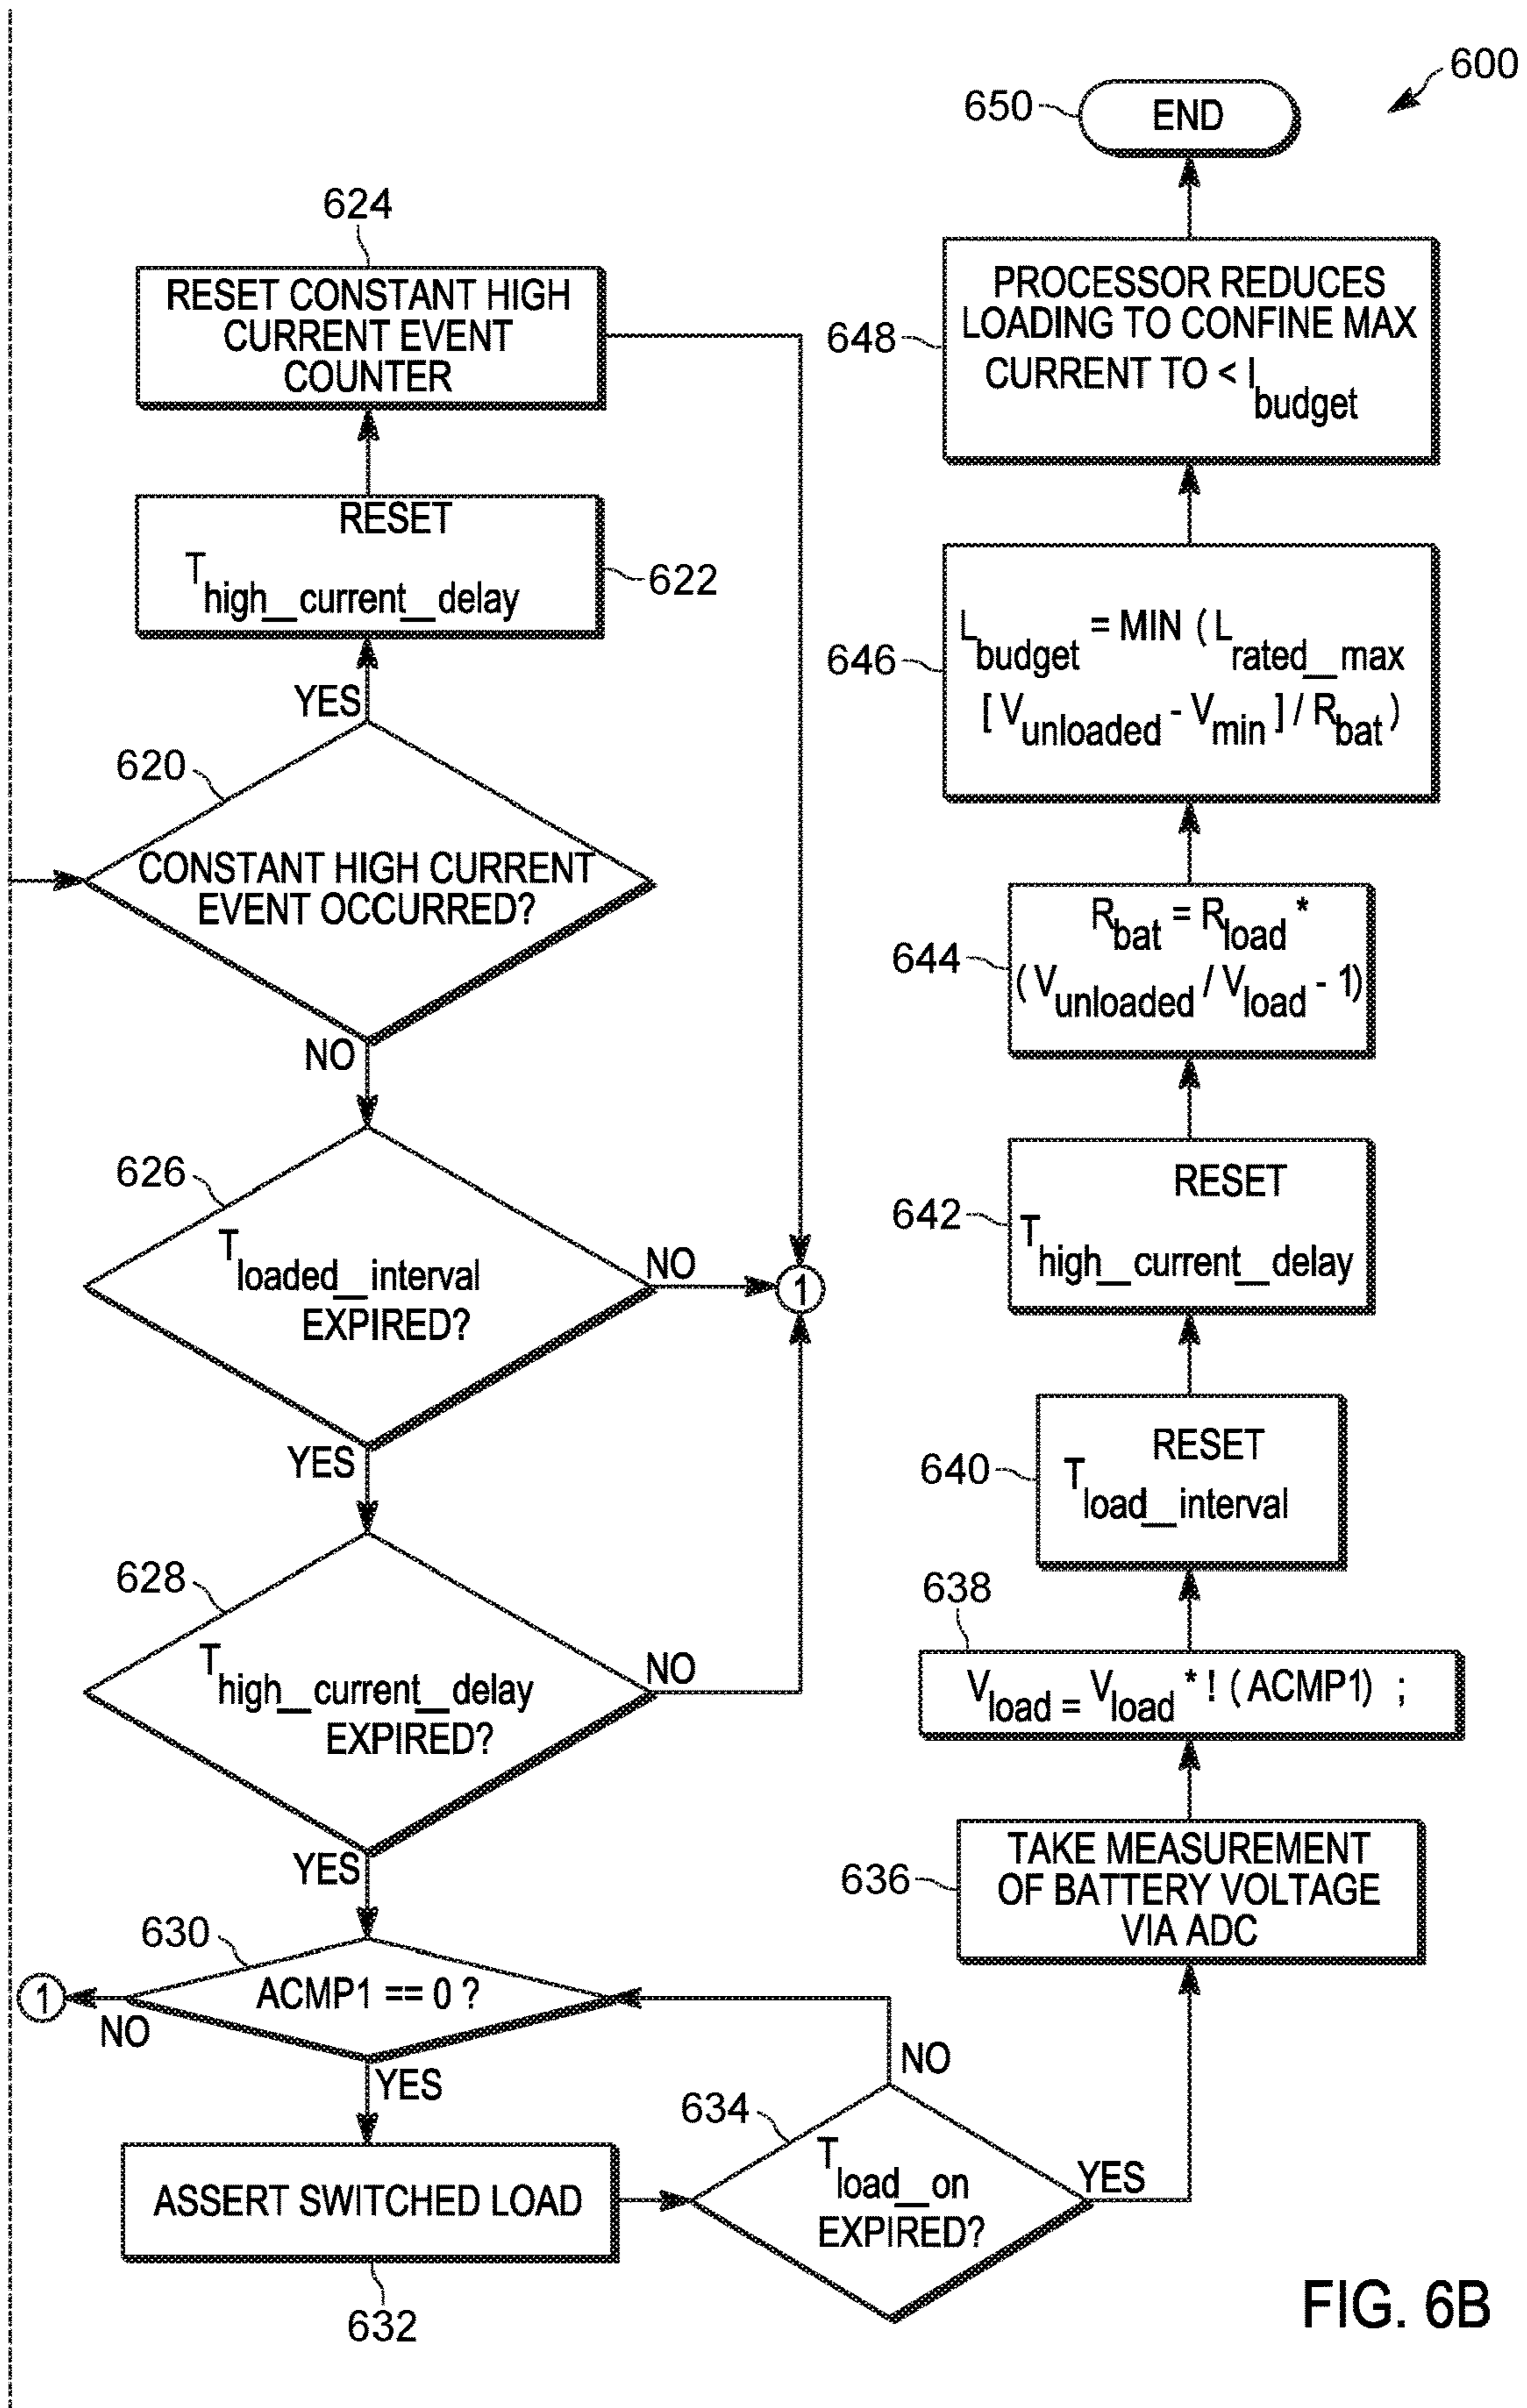 600
650
END
624
RESET CONSTANT HIGH
CURRENT EVENT
COUNTER
RESET
T high_current_delay
622
YES
620
CONSTANT HIGH CURRENT
EVENT OCCURRED?
NO
626
T loaded_interval
EXPIRED?
NO
1
YES
628
T high_current_delay
EXPIRED?
NO
YES
630
ACMP1 == 0 ?
1
NO
YES
ASSERT SWITCHED LOAD
632
634
T load_on
EXPIRED?
NO
YES
636
TAKE MEASUREMENT
OF BATTERY VOLTAGE
VIA ADC
638
V load = V load * ! ( ACMP1 ) ;
640
RESET
T load_interval
642
RESET
T high_current_delay
644
R bat = R load *
( V unloaded / V load - 1 )
646
L budget = MIN ( L rated_max
[ V unloaded - V min ] / R bat )
648
PROCESSOR REDUCES
LOADING TO CONFINE MAX
CURRENT TO < I budget
FIG. 6B